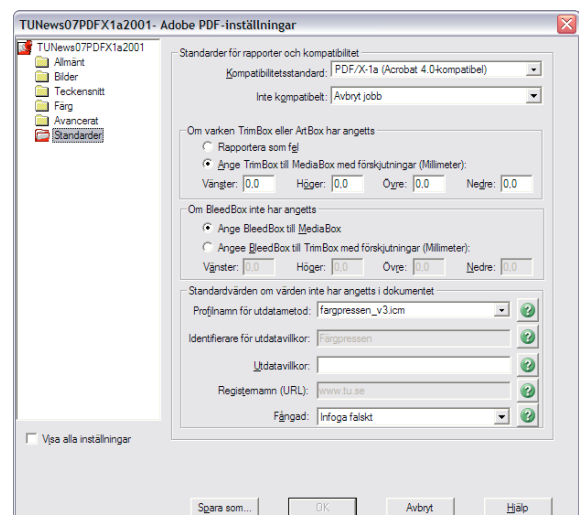 TUNews07PDFX1a2001- Adobe PDF-inställningar
TUNews07PDFX1a2001
Allmänt
Bilder
Teckensnitt
Färg
Avancerat
Standarder
Visa alla inställningar
Standarder för rapporter och kompatibilitet
Kompatibilitetsstandard: PDF/X-1a (Acrobat 4.0-kompatibel)
Inte kompatibelt: Avbryt jobb
Om varken TrimBox eller ArtBox har angetts
Rapportera som fel
Ange TrimBox till MediaBox med förskjutningar (Millimeter):
Vänster: 0,0 Höger: 0,0 Övre: 0,0 Nedre: 0,0
Om BleedBox inte har angetts
Ange BleedBox till MediaBox
Angee BleedBox till TrimBox med förskjutningar (Millimeter):
Vänster: 0,0 Höger: 0,0 Övre: 0,0 Nedre: 0,0
Standardvärden om värden inte har angetts i dokumentet
Profilnamn för utdatametod: fargpressen_v3.icm
Identifierare för utdatavillkor: Färgpressen
Utdatavillkor:
Registernamn (URL): www.tu.se
Fångad: Infoga falskt
Spara som... OK Avbryt Hjälp